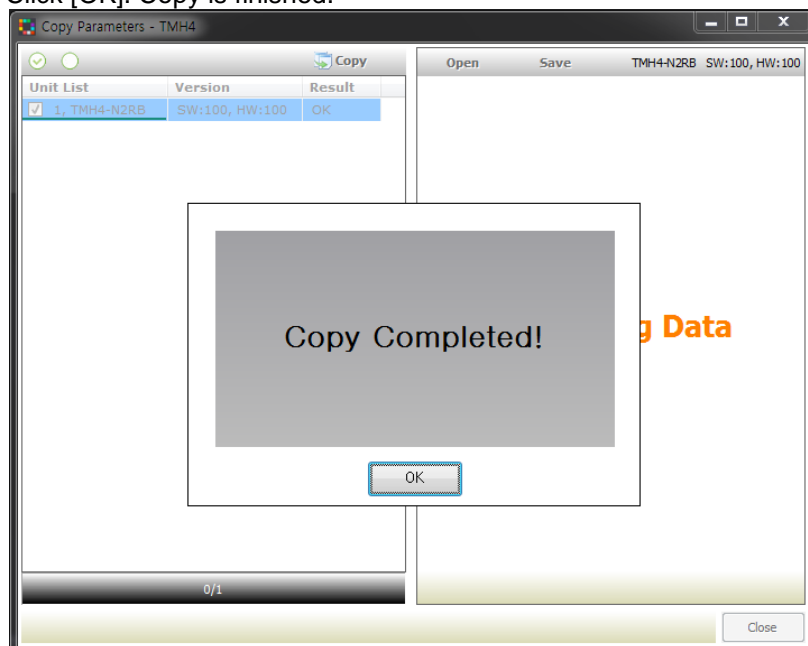 Click [OK]. Copy is finished.
Copy Parameters - TMH4
Copy
Open Save TMH4-N2RB SW:100, HW:100
Unit List Version Result
1, TMH4-N2RB SW:100, HW:100 OK
Copy Completed!
g Data
OK
0/1
Close